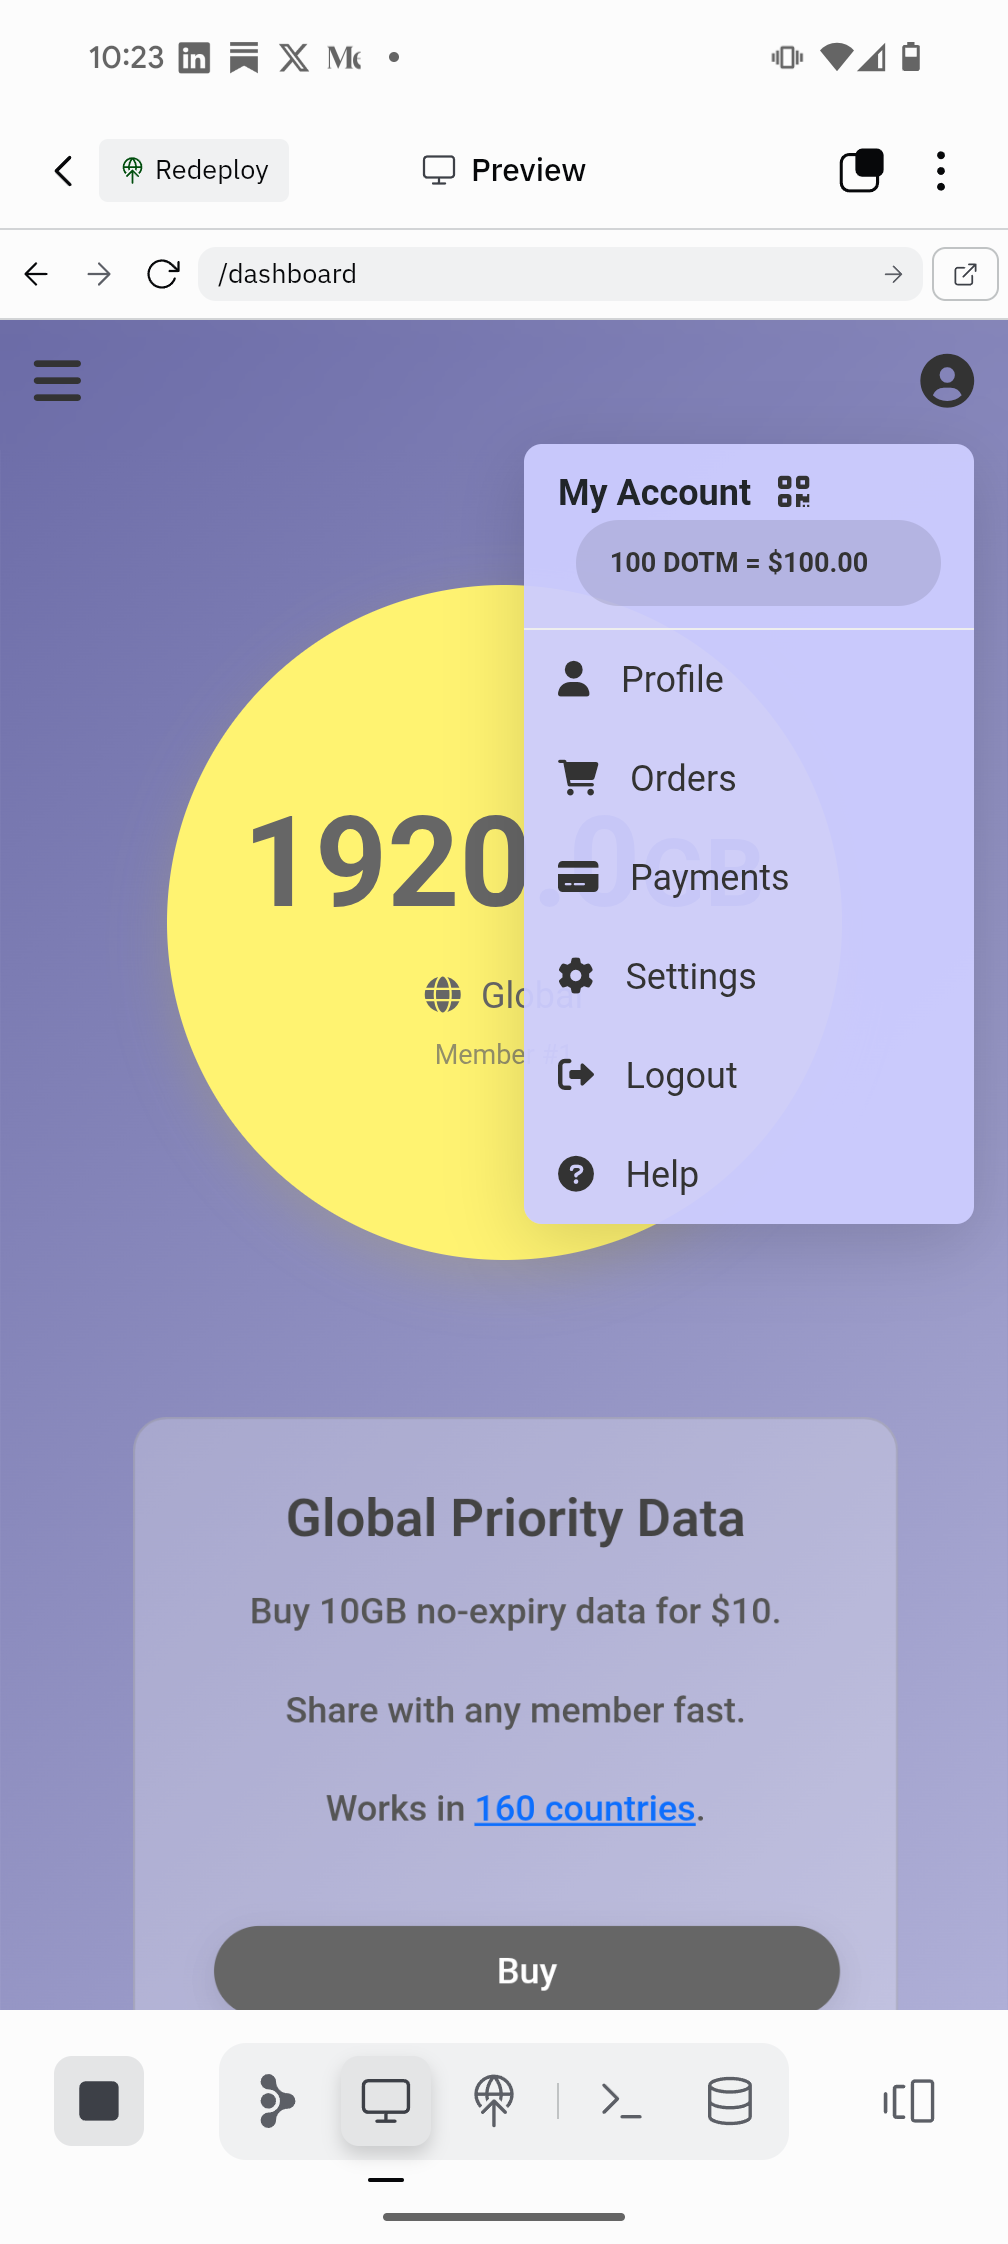 10:23
Redeploy
Preview
/dashboard
My Account
100 DOTM = $100.00
Profile
Orders
1920.0GB
Payments
Settings
Global
Member #1
Logout
Help
Global Priority Data
Buy 10GB no-expiry data for $10.
Share with any member fast.
Works in 160 countries.
Buy